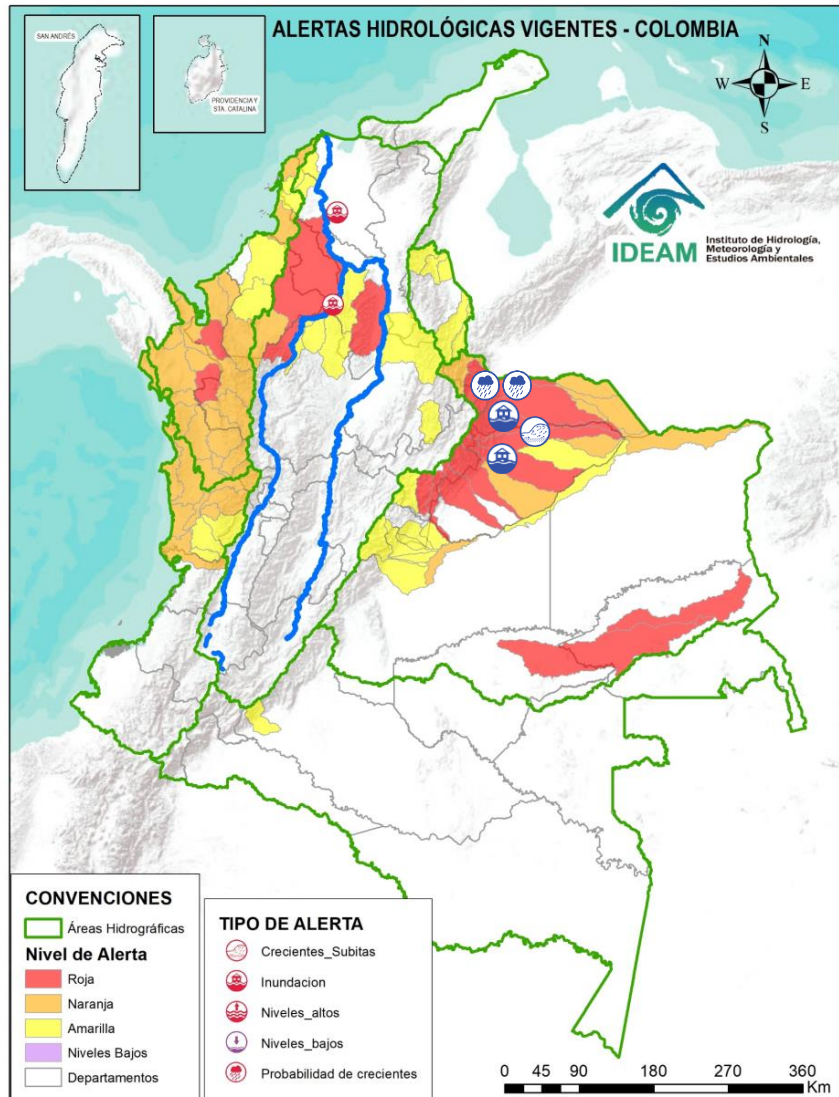 ALERTAS HIDROLÓGICAS VIGENTES - COLOMBIA
SAN ANDRÉS
PROVIDENCIA Y
STA. CATALINA
N
W
E
S
IDEAM
Instituto de Hidrología,
Meteorología y
Estudios Ambientales
CONVENCIONES
Áreas Hidrográficas
Nivel de Alerta
Roja
Naranja
Amarilla
Niveles Bajos
Departamentos
TIPO DE ALERTA
Crecientes_Subitas
Inundacion
Niveles_altos
Niveles_bajos
Probabilidad de crecientes
0 45 90 180 270 360
Km